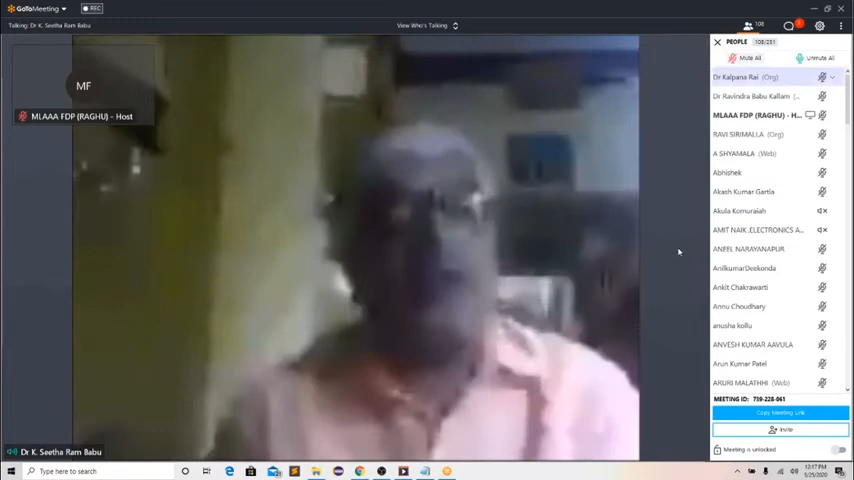 GoToMeeting
REC
Talking: Dr K. Seetha Ram Babu
View Who's Talking
108
MF
MLAAA FDP (RAGHU) - Host
Dr K. Seetha Ram Babu
PEOPLE 108/251
Mute All
Unmute All
Dr Kalpana Rai (Org)
Dr Ravindra Babu Kallam (...
MLAAA FDP (RAGHU) - H...
RAVI SIRIMALLA (Org)
A SHYAMALA (Web)
Abhishek
Akash Kumar Gartia
Akula Komuraiah
AMIT NAIK ,ELECTRONICS A...
ANEEL NARAYANAPUR
AnilkumarDeekonda
Ankit Chakrawarti
Annu Choudhary
anusha kollu
ANVESH KUMAR AAVULA
Arun Kumar Patel
ARURI MALATHHI (Web)
MEETING ID: 739-228-061
Copy Meeting Link
Invite
Meeting is unlocked
Type here to search
12:17 PM
5/25/2020